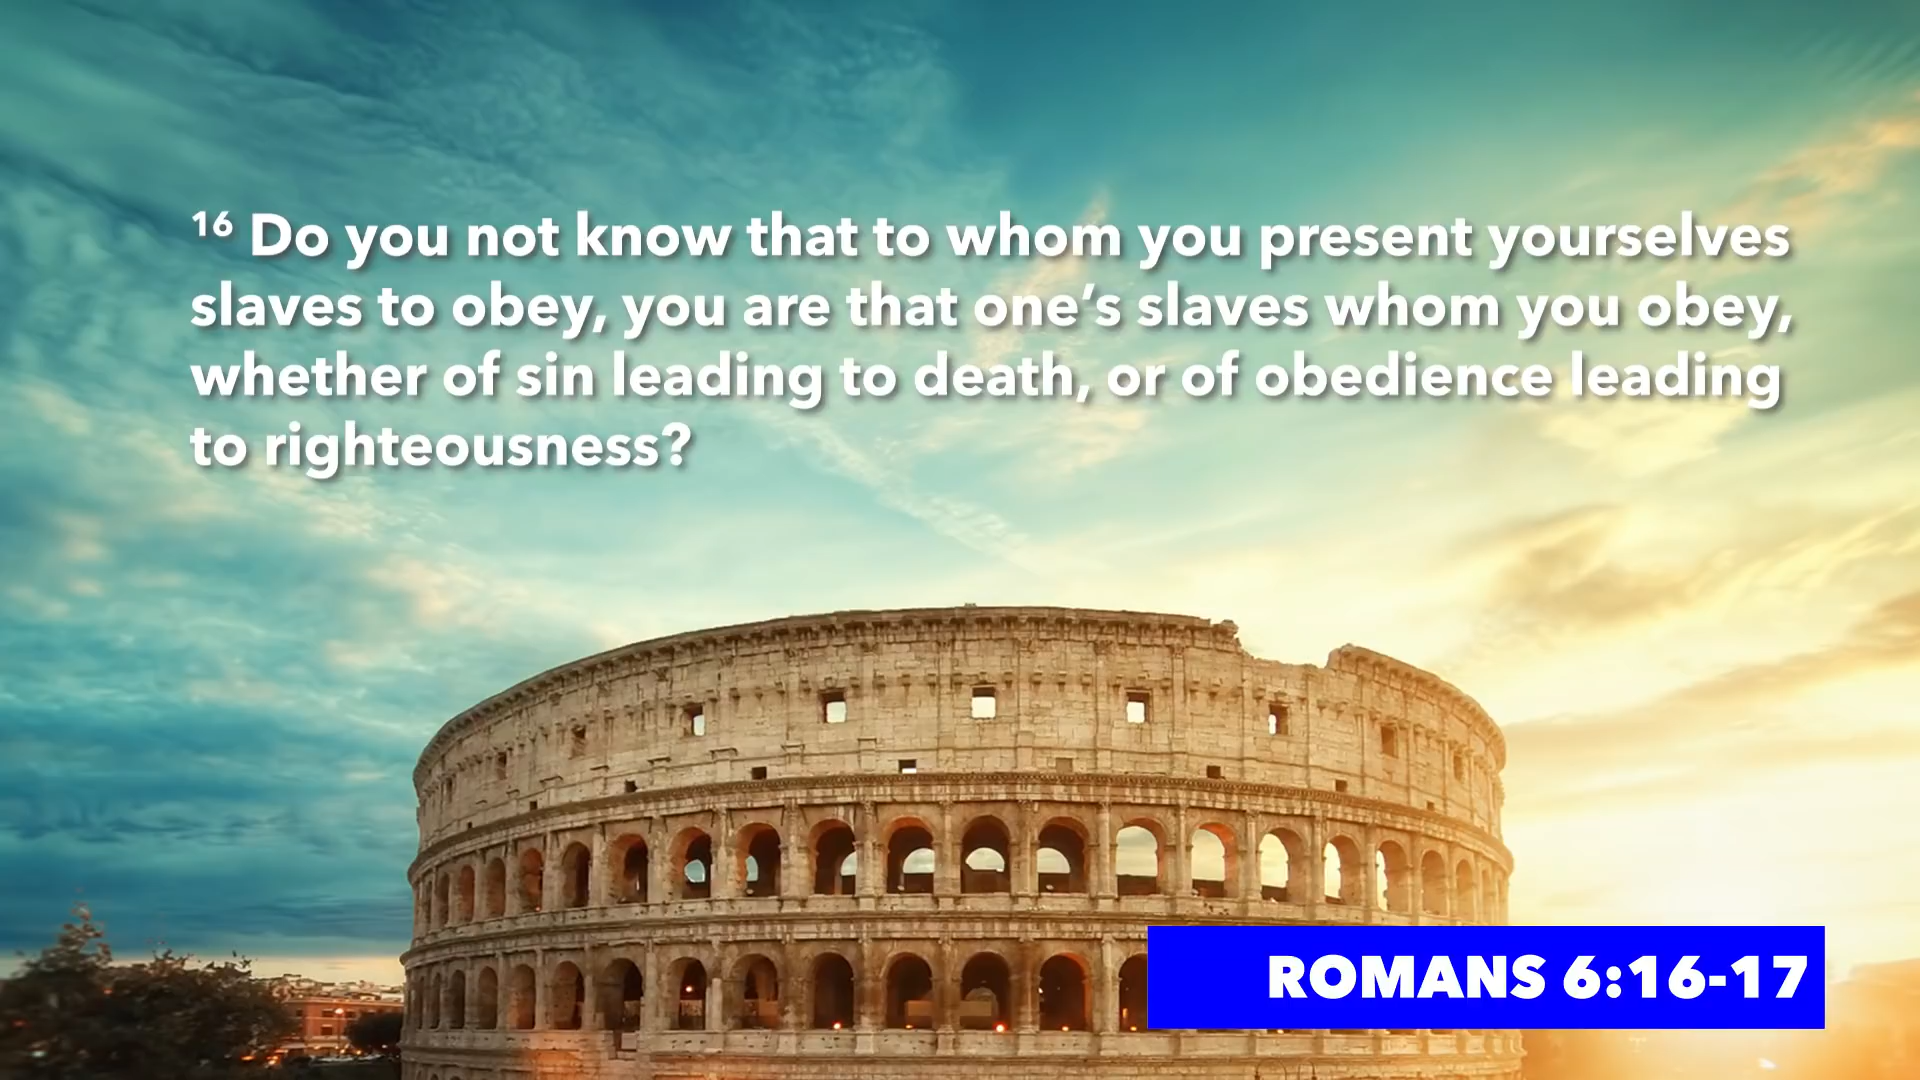 16 Do you not know that to whom you present yourselves
slaves to obey, you are that one’s slaves whom you obey,
whether of sin leading to death, or of obedience leading
to righteousness?
ROMANS 6:16-17